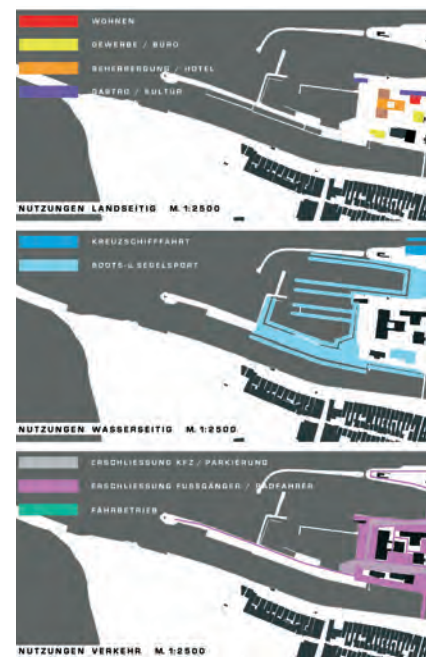 WOHNEN
GEWERBE / BÜRO
BEHERBERGUNG / HOTEL
GASTRO / KULTUR
NUTZUNGEN LANDSEITIG M. 1:2500
KREUZSCHIFFFAHRT
BOOTS-u.SEGELSPORT
NUTZUNGEN WASSERSEITIG M. 1:2500
ERSCHLIESSUNG KFZ / PARKIERUNG
ERSCHLIESSUNG FUSSGÄNGER / RADFAHRER
FÄHRBETRIEB
NUTZUNGEN VERKEHR M. 1:2500